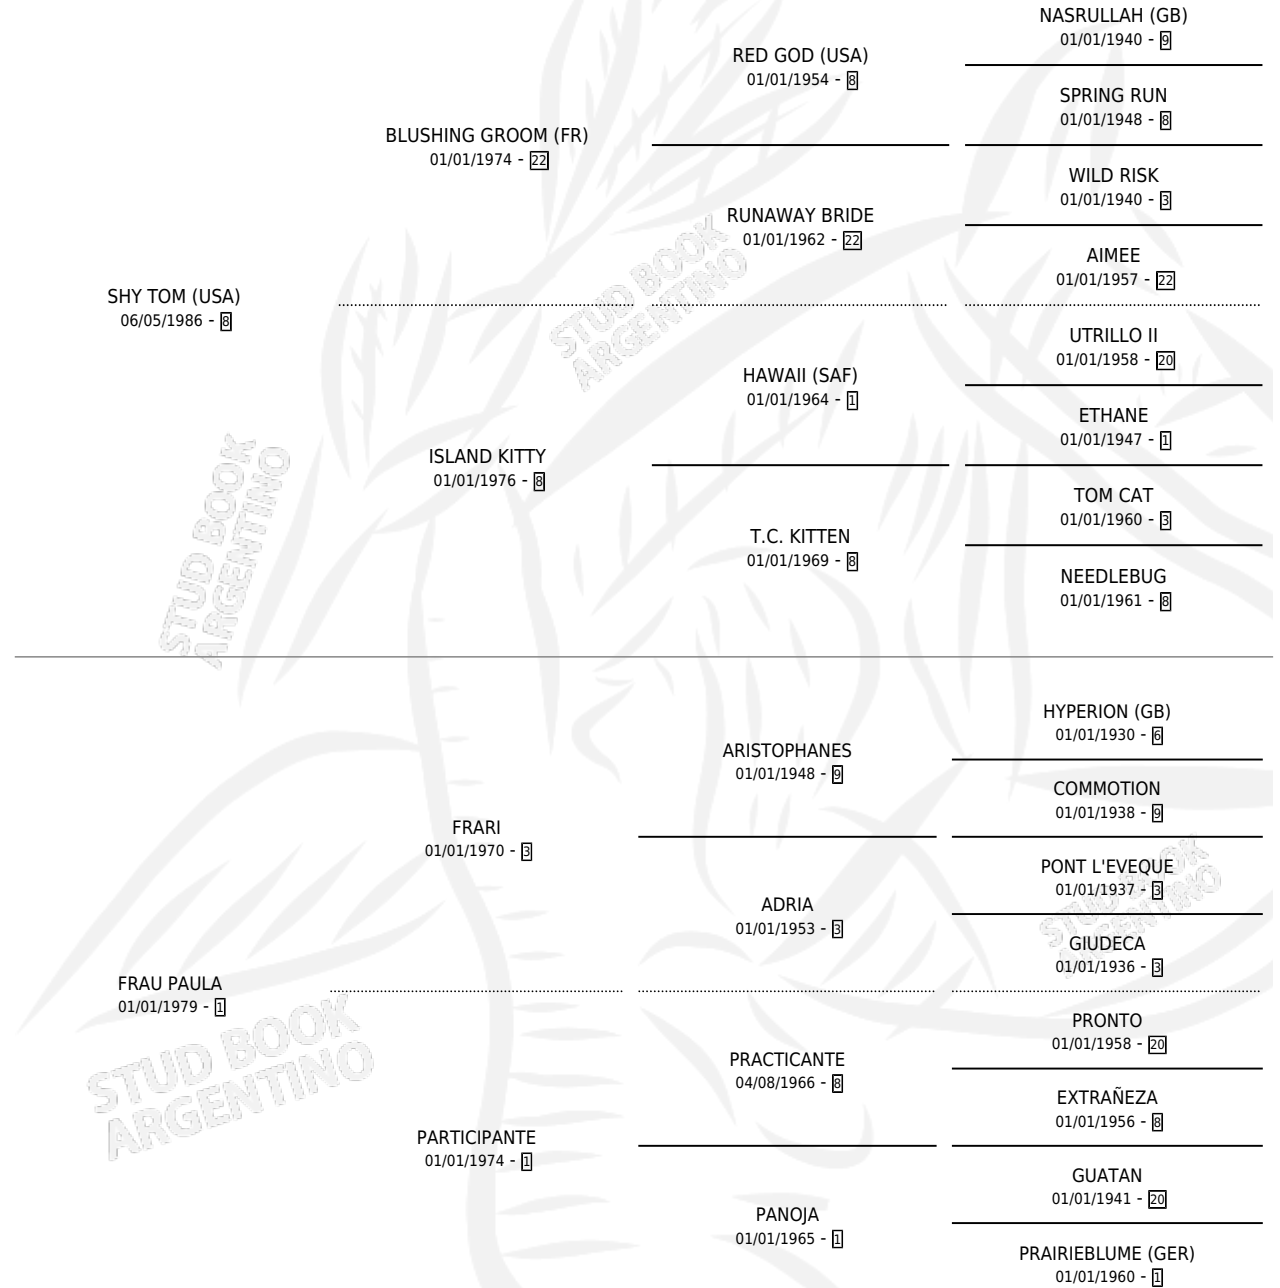 NASRULLAH (GB)
01/01/1940 - 9
RED GOD (USA)
01/01/1954 - 8
SPRING RUN
01/01/1948 - 8
BLUSHING GROOM (FR)
01/01/1974 - 22
WILD RISK
01/01/1940 - 3
RUNAWAY BRIDE
01/01/1962 - 22
AIMEE
01/01/1957 - 22
SHY TOM (USA)
06/05/1986 - 8
UTRILLO II
01/01/1958 - 20
HAWAII (SAF)
01/01/1964 - 1
ETHANE
01/01/1947 - 1
ISLAND KITTY
01/01/1976 - 8
TOM CAT
01/01/1960 - 3
T.C. KITTEN
01/01/1969 - 8
NEEDLEBUG
01/01/1961 - 8
HYPERION (GB)
01/01/1930 - 6
ARISTOPHANES
01/01/1948 - 9
COMMOTION
01/01/1938 - 9
FRARI
01/01/1970 - 3
PONT L'EVEQUE
01/01/1937 - 3
ADRIA
01/01/1953 - 3
GIUDECA
01/01/1936 - 3
FRAU PAULA
01/01/1979 - 1
PRONTO
01/01/1958 - 20
PRACTICANTE
04/08/1966 - 8
EXTRAÑEZA
01/01/1956 - 8
PARTICIPANTE
01/01/1974 - 1
GUATAN
01/01/1941 - 20
PANOJA
01/01/1965 - 1
PRAIRIEBLUME (GER)
01/01/1960 - 1
STUD BOOK
ARGENTINO
STUD BOOK
ARGENTINO
STUD BOOK
ARGENTINO
STUD BOOK
ARGENTINO